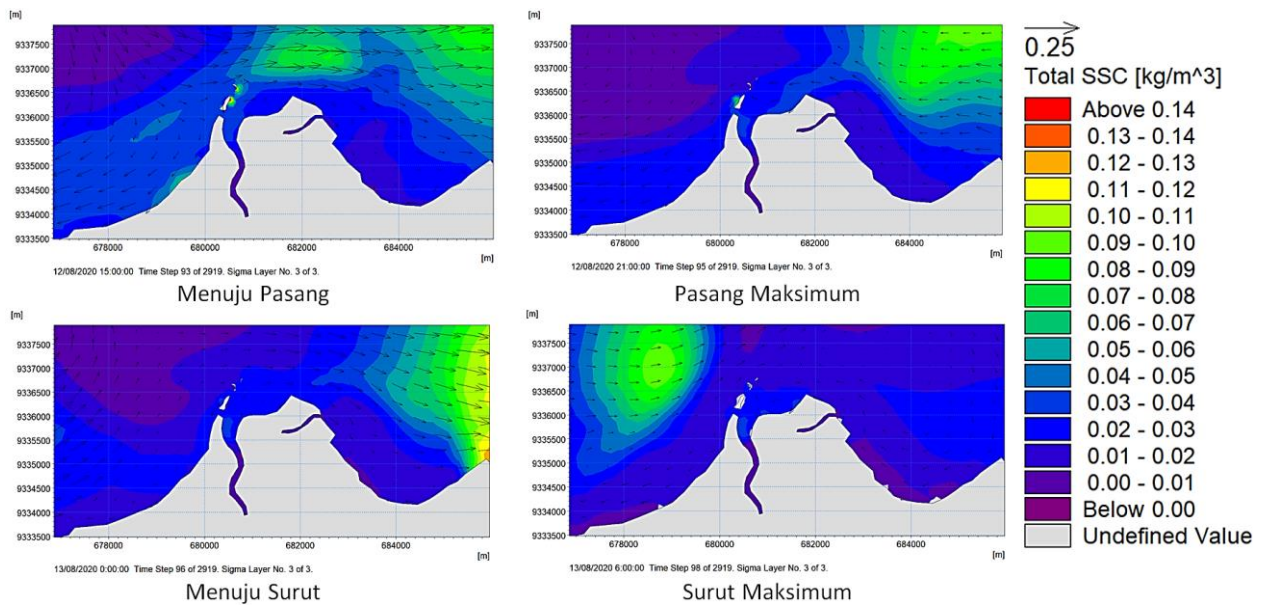 [m]
9337500
9337000
9336500
9336000
9335500
9335000
9334500
9334000
9333500
678000 680000 682000 684000
[m]
12/08/2020 15:00:00 Time Step 93 of 2919. Sigma Layer No. 3 of 3.
Menuju Pasang
[m]
9337500
9337000
9336500
9336000
9335500
9335000
9334500
9334000
9333500
678000 680000 682000 684000
[m]
12/08/2020 21:00:00 Time Step 95 of 2919. Sigma Layer No. 3 of 3.
Pasang Maksimum
[m]
9337500
9337000
9336500
9336000
9335500
9335000
9334500
9334000
9333500
678000 680000 682000 684000
[m]
13/08/2020 0:00:00 Time Step 96 of 2919. Sigma Layer No. 3 of 3.
Menuju Surut
[m]
9337500
9337000
9336500
9336000
9335500
9335000
9334500
9334000
9333500
678000 680000 682000 684000
[m]
13/08/2020 6:00:00 Time Step 98 of 2919. Sigma Layer No. 3 of 3.
Surut Maksimum
0.25
Total SSC [kg/m^3]
Above 0.14
0.13 - 0.14
0.12 - 0.13
0.11 - 0.12
0.10 - 0.11
0.09 - 0.10
0.08 - 0.09
0.07 - 0.08
0.06 - 0.07
0.05 - 0.06
0.04 - 0.05
0.03 - 0.04
0.02 - 0.03
0.01 - 0.02
0.00 - 0.01
Below 0.00
Undefined Value